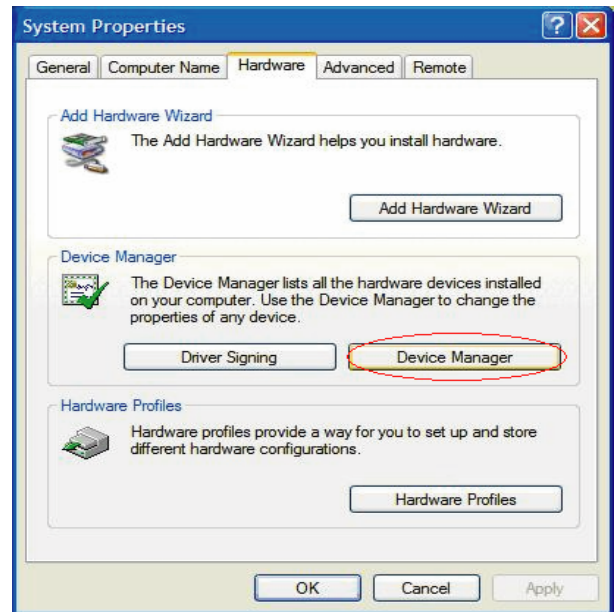 System Properties
General Computer Name Hardware Advanced Remote
Add Hardware Wizard
The Add Hardware Wizard helps you install hardware.
Add Hardware Wizard
Device Manager
The Device Manager lists all the hardware devices installed
on your computer. Use the Device Manager to change the
properties of any device.
Driver Signing Device Manager
Hardware Profiles
Hardware profiles provide a way for you to set up and store
different hardware configurations.
Hardware Profiles
OK Cancel Apply